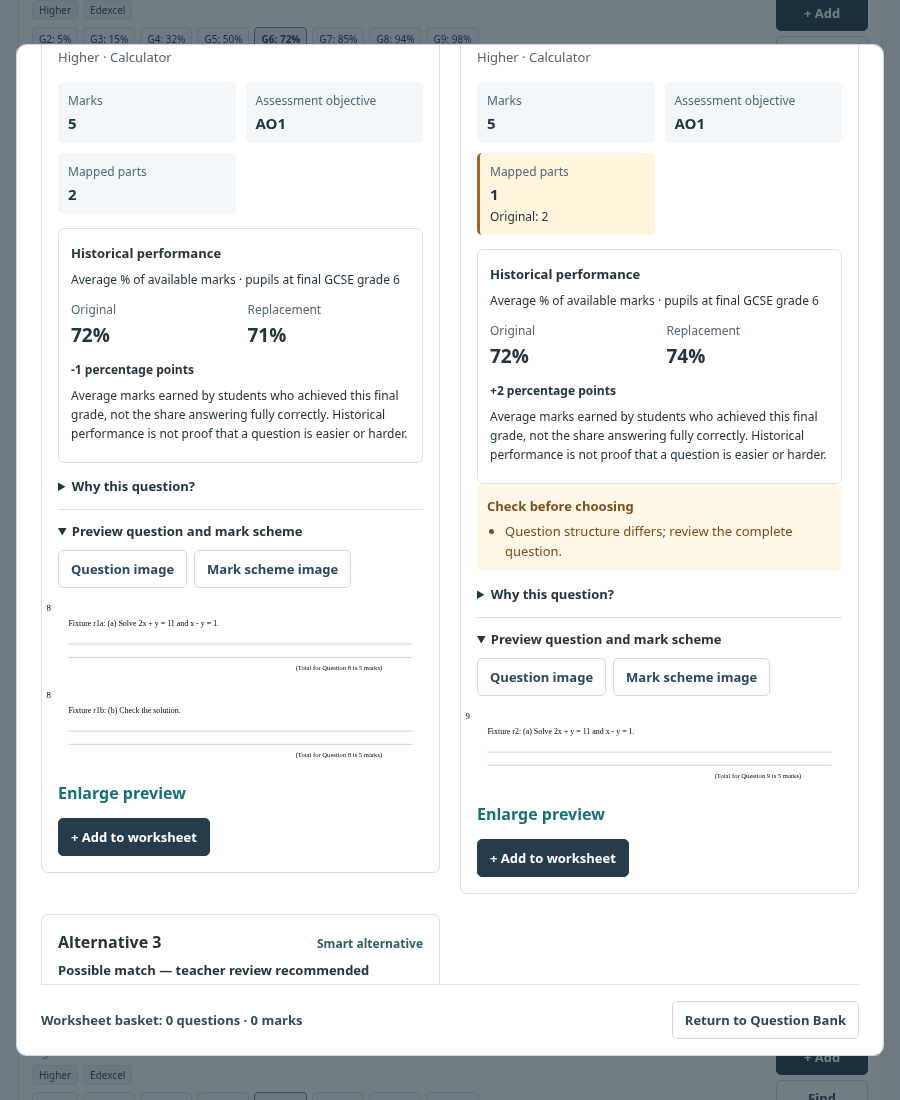 Higher Edexcel
+ Add
G2: 5% G3: 15% G4: 32% G5: 50% G6: 72% G7: 85% G8: 94% G9: 98%
Higher · Calculator
Marks
5
Assessment objective
AO1
Mapped parts
2
Historical performance
Average % of available marks · pupils at final GCSE grade 6
Original
72%
Replacement
71%
-1 percentage points
Average marks earned by students who achieved this final
grade, not the share answering fully correctly. Historical
performance is not proof that a question is easier or harder.
Why this question?
Preview question and mark scheme
Question image
Mark scheme image
8
Fixture r1a: (a) Solve 2x + y = 11 and x - y = 1.
(Total for Question 8 is 5 marks)
8
Fixture r1b: (b) Check the solution.
(Total for Question 8 is 5 marks)
Enlarge preview
+ Add to worksheet
Higher · Calculator
Marks
5
Assessment objective
AO1
Mapped parts
1
Original: 2
Historical performance
Average % of available marks · pupils at final GCSE grade 6
Original
72%
Replacement
74%
+2 percentage points
Average marks earned by students who achieved this final
grade, not the share answering fully correctly. Historical
performance is not proof that a question is easier or harder.
Check before choosing
• Question structure differs; review the complete
question.
Why this question?
Preview question and mark scheme
Question image
Mark scheme image
9
Fixture r2: (a) Solve 2x + y = 11 and x - y = 1.
(Total for Question 9 is 5 marks)
Enlarge preview
+ Add to worksheet
Alternative 3
Smart alternative
Possible match — teacher review recommended
Worksheet basket: 0 questions · 0 marks
Return to Question Bank
+ Add
Higher Edexcel
Find